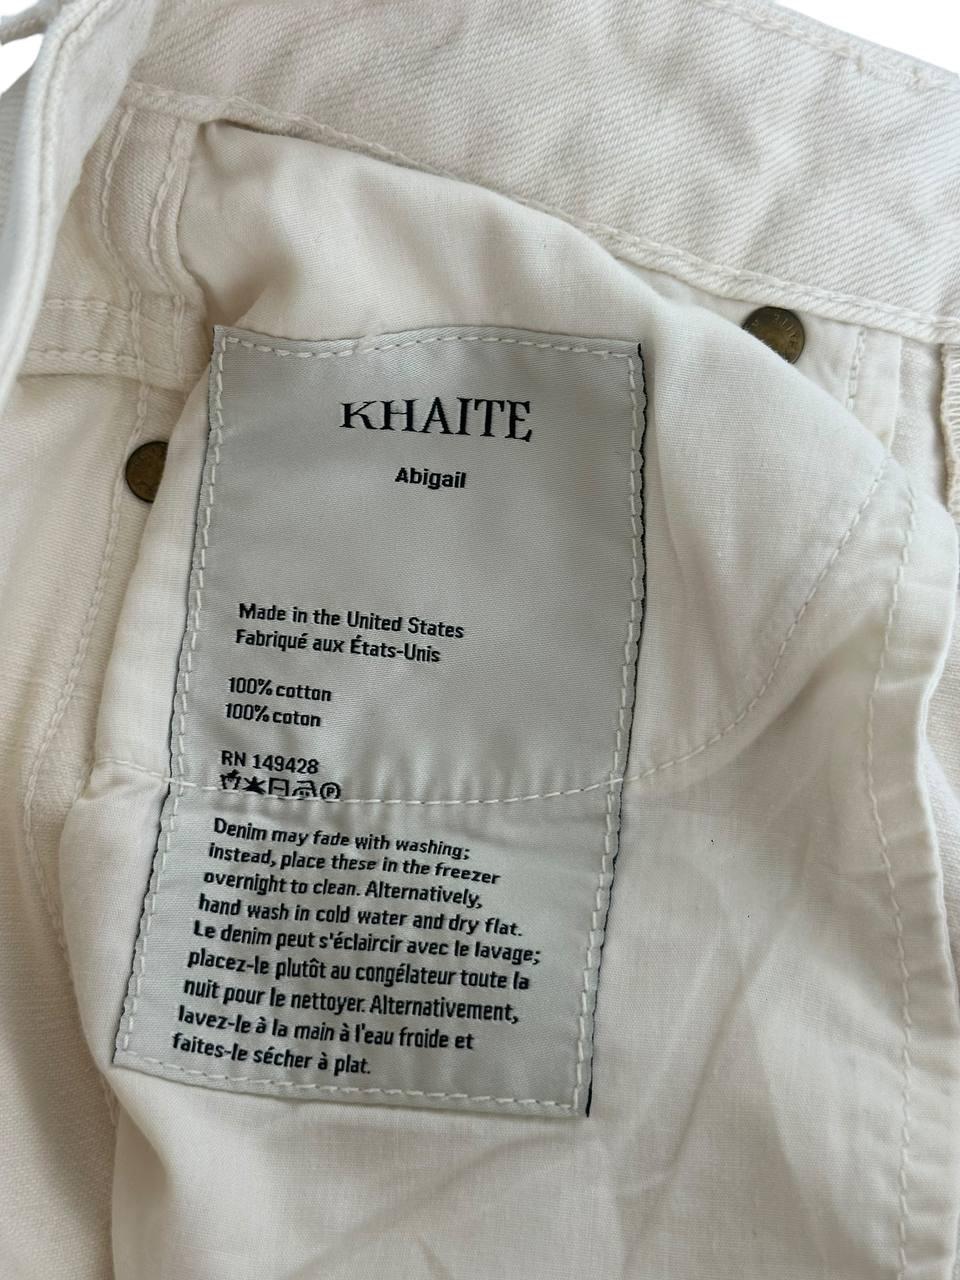 KHAITE
Abigail
Made in the United States
Fabriqué aux États-Unis
100% cotton
100% coton
RN 149428
Denim may fade with washing;
instead, place these in the freezer
overnight to clean. Alternatively,
hand wash in cold water and dry flat.
Le denim peut s'éclaircir avec le lavage;
placez-le plutôt au congélateur toute la
nuit pour le nettoyer. Alternativement,
lavez-le à la main à l'eau froide et
faites-le sécher à plat.